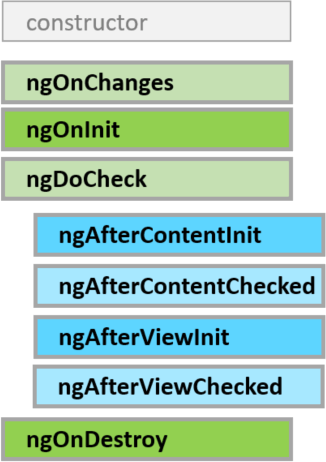 constructor
ngOnChanges
ngOnInit
ngDoCheck
ngAfterContentInit
ngAfterContentChecked
ngAfterViewInit
ngAfterViewChecked
ngOnDestroy